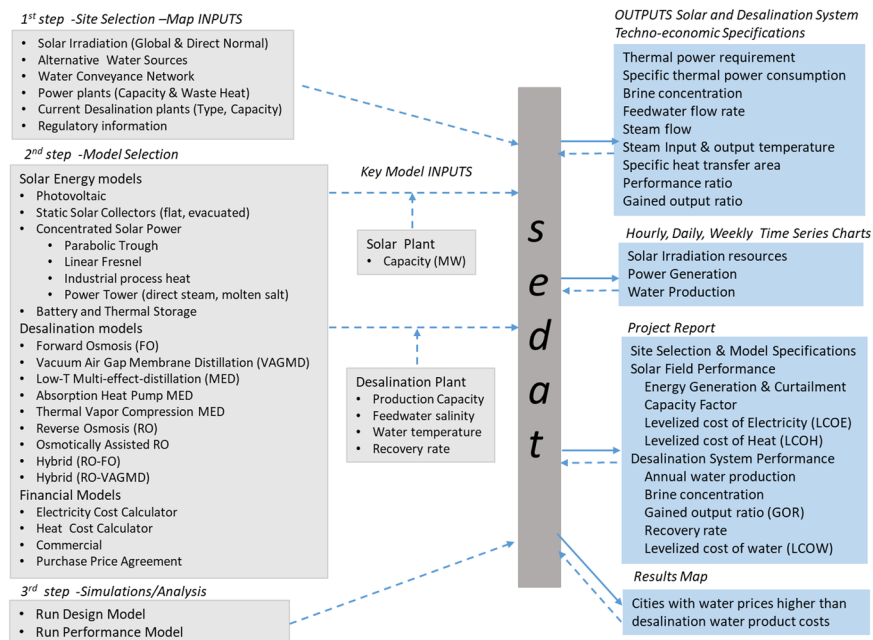 1st step -Site Selection –Map INPUTS
• Solar Irradiation (Global & Direct Normal)
• Alternative Water Sources
• Water Conveyance Network
• Power plants (Capacity & Waste Heat)
• Current Desalination plants (Type, Capacity)
• Regulatory information
2nd step -Model Selection
Solar Energy models
• Photovoltaic
• Static Solar Collectors (flat, evacuated)
• Concentrated Solar Power
• Parabolic Trough
• Linear Fresnel
• Industrial process heat
• Power Tower (direct steam, molten salt)
• Battery and Thermal Storage
Desalination models
• Forward Osmosis (FO)
• Vacuum Air Gap Membrane Distillation (VAGMD)
• Low-T Multi-effect-distillation (MED)
• Absorption Heat Pump MED
• Thermal Vapor Compression MED
• Reverse Osmosis (RO)
• Osmotically Assisted RO
• Hybrid (RO-FO)
• Hybrid (RO-VAGMD)
Financial Models
• Electricity Cost Calculator
• Heat Cost Calculator
• Commercial
• Purchase Price Agreement
3rd step -Simulations/Analysis
• Run Design Model
• Run Performance Model
Key Model INPUTS
Solar Plant
• Capacity (MW)
Desalination Plant
• Production Capacity
• Feedwater salinity
• Water temperature
• Recovery rate
s
e
d
a
t
OUTPUTS Solar and Desalination System
Techno-economic Specifications
Thermal power requirement
Specific thermal power consumption
Brine concentration
Feedwater flow rate
Steam flow
Steam Input & output temperature
Specific heat transfer area
Performance ratio
Gained output ratio
Hourly, Daily, Weekly Time Series Charts
Solar Irradiation resources
Power Generation
Water Production
Project Report
Site Selection & Model Specifications
Solar Field Performance
Energy Generation & Curtailment
Capacity Factor
Levelized cost of Electricity (LCOE)
Levelized cost of Heat (LCOH)
Desalination System Performance
Annual water production
Brine concentration
Gained output ratio (GOR)
Recovery rate
Levelized cost of water (LCOW)
Results Map
Cities with water prices higher than
desalination water product costs